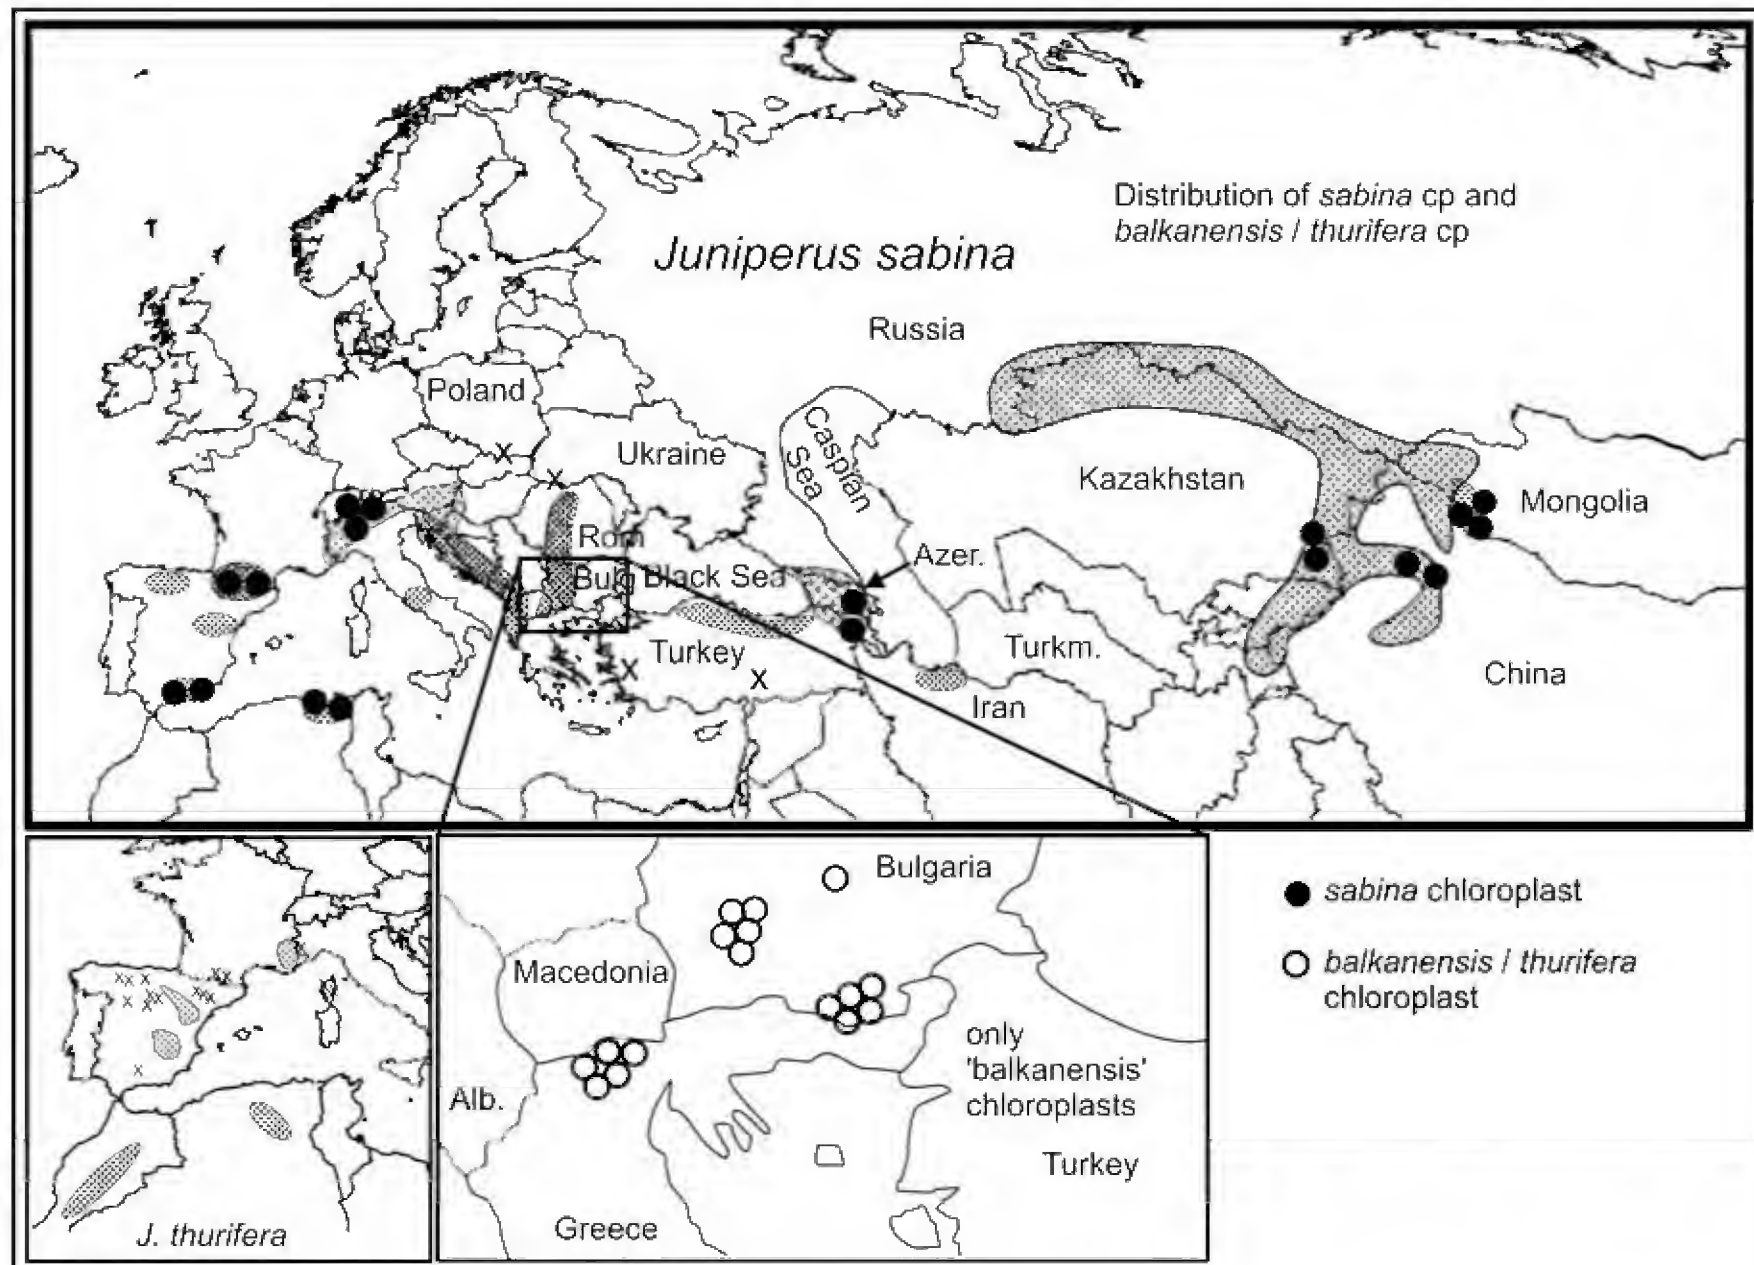 Distribution of sabina cp and
balkanensis / thurifera cp
Juniperus sabina
Russia
Poland
Ukraine
Caspian
Sea
Kazakhstan
Mongolia
Rom
Bulg
Black Sea
Azer.
Turkey
Turkm.
Iran
China
X
X
X
X
Bulgaria
Macedonia
Alb.
only
'balkanensis'
chloroplasts
Turkey
Greece
J. thurifera
sabina chloroplast
balkanensis / thurifera
chloroplast